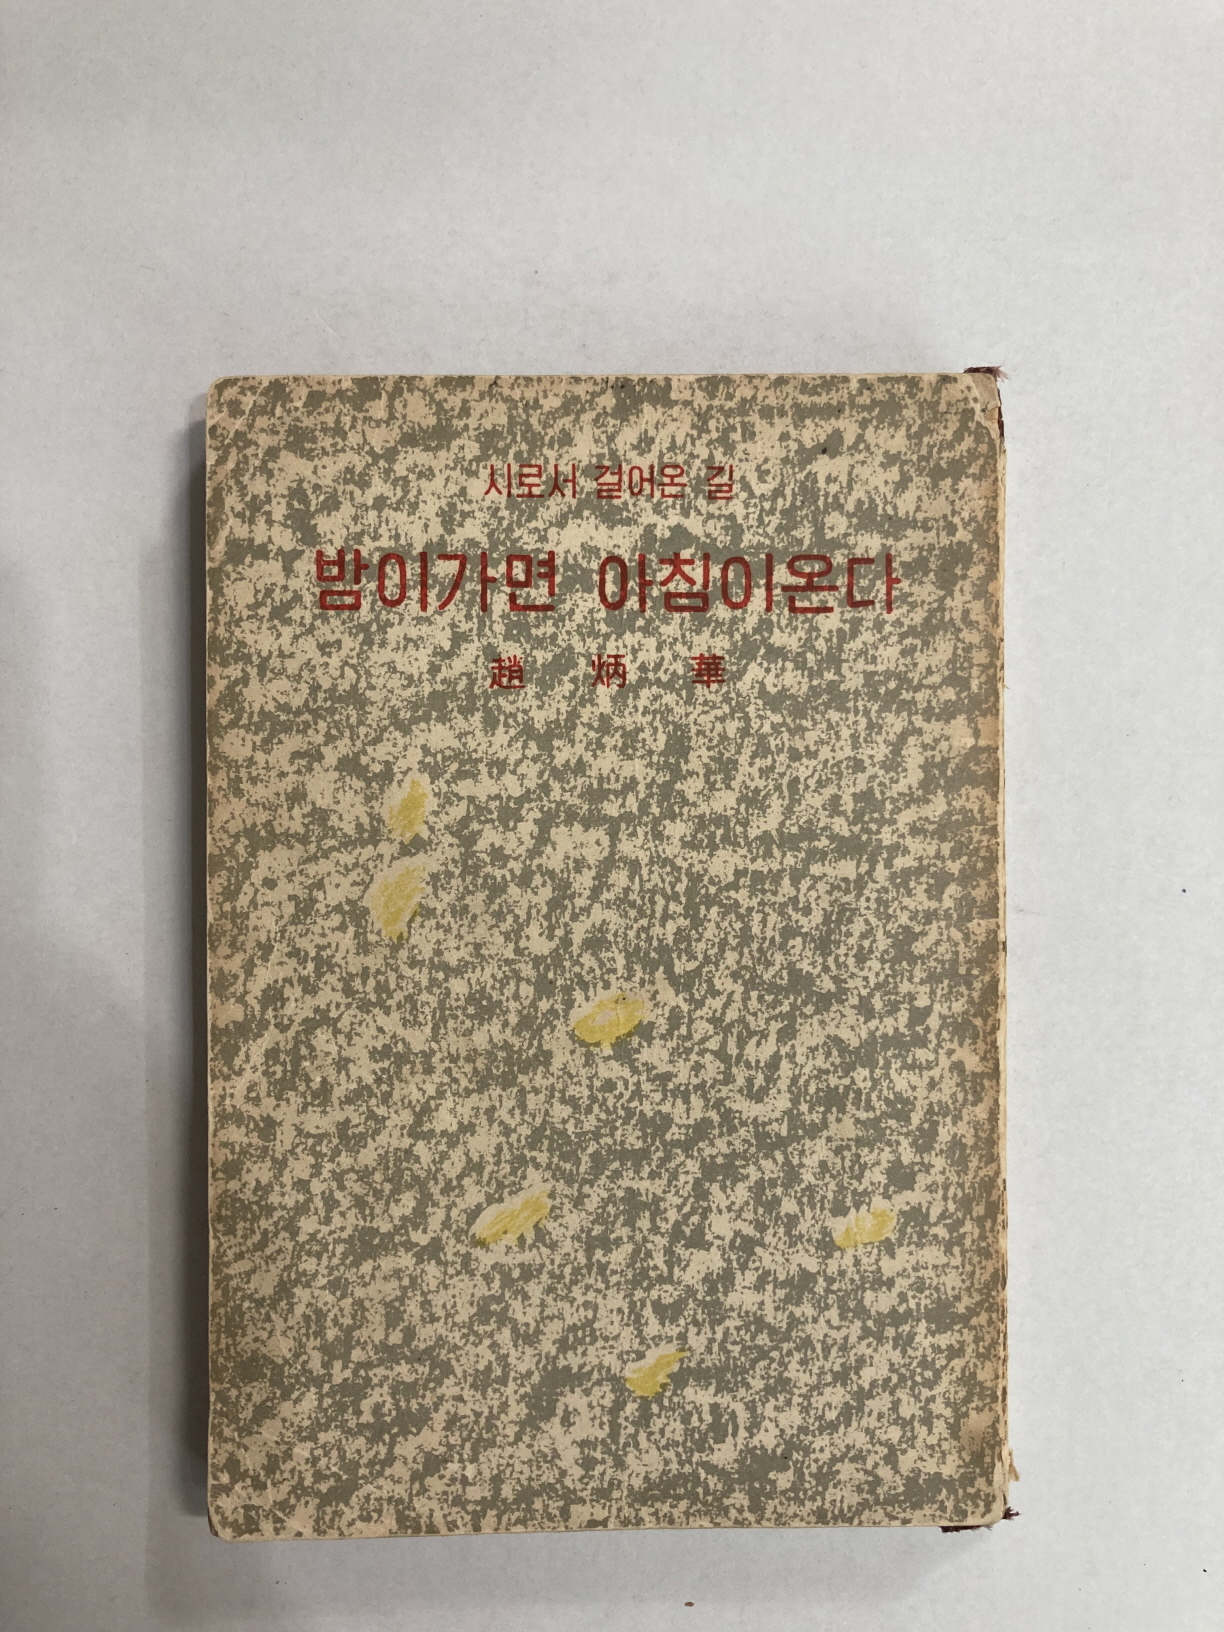 시로서 걸어온 길
밤이가면 아침이온다
趙炳華